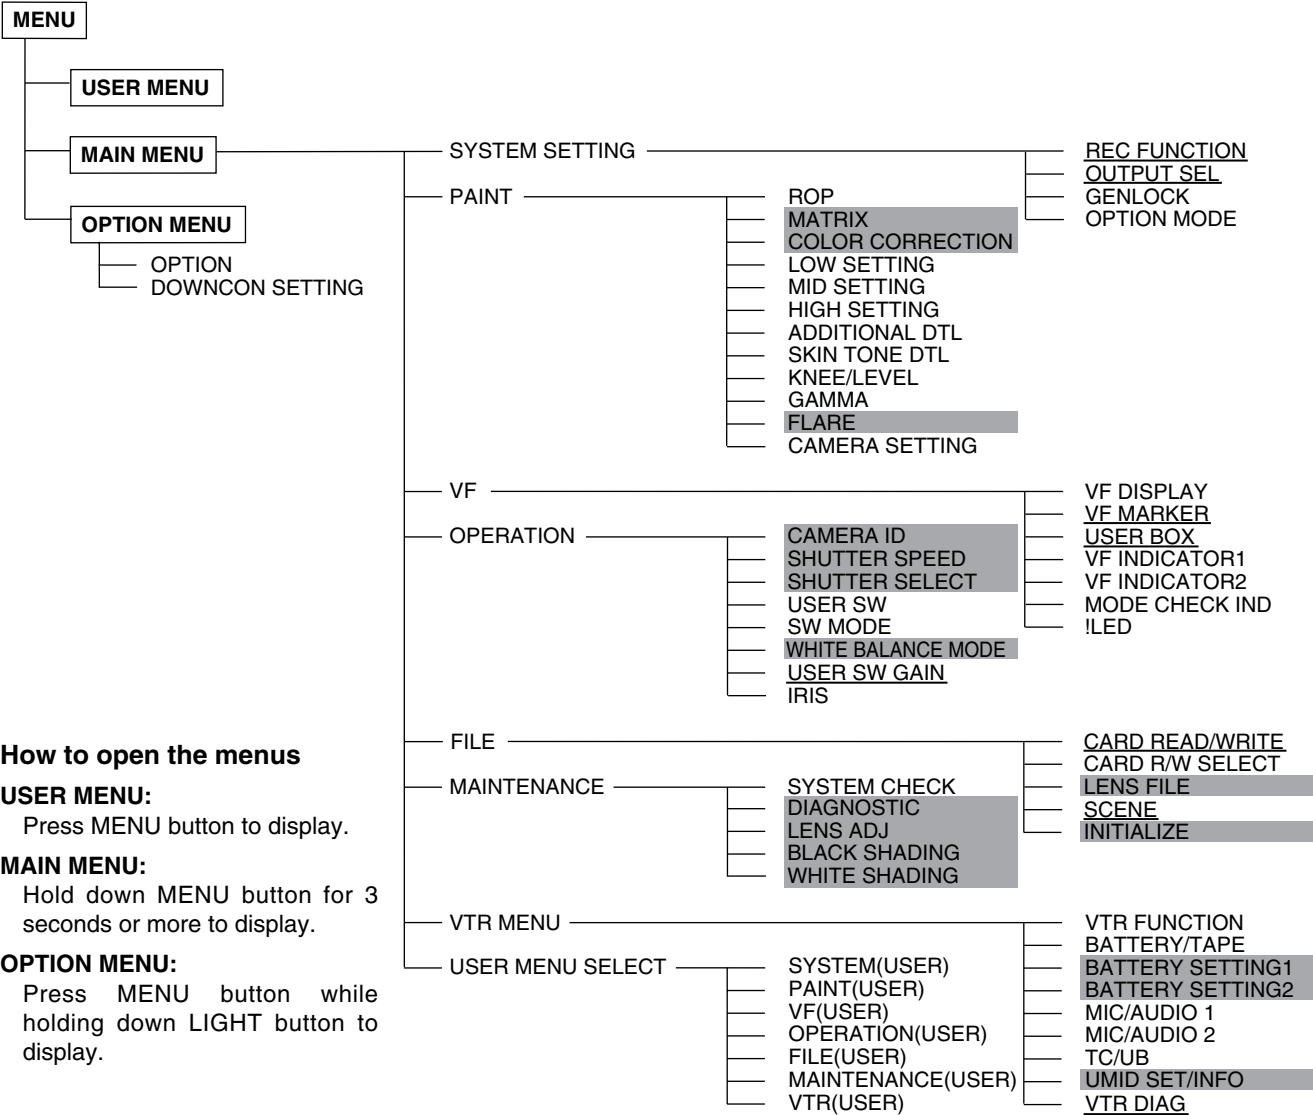 MENU
USER MENU
MAIN MENU
OPTION MENU
OPTION
DOWNCON SETTING
SYSTEM SETTING
REC FUNCTION
OUTPUT SEL
GENLOCK
OPTION MODE
PAINT
ROP
MATRIX
COLOR CORRECTION
LOW SETTING
MID SETTING
HIGH SETTING
ADDITIONAL DTL
SKIN TONE DTL
KNEE/LEVEL
GAMMA
FLARE
CAMERA SETTING
VF
VF DISPLAY
VF MARKER
USER BOX
VF INDICATOR1
VF INDICATOR2
MODE CHECK IND
!LED
OPERATION
CAMERA ID
SHUTTER SPEED
SHUTTER SELECT
USER SW
SW MODE
WHITE BALANCE MODE
USER SW GAIN
IRIS
FILE
CARD READ/WRITE
CARD R/W SELECT
LENS FILE
SCENE
INITIALIZE
MAINTENANCE
SYSTEM CHECK
DIAGNOSTIC
LENS ADJ
BLACK SHADING
WHITE SHADING
VTR MENU
VTR FUNCTION
BATTERY/TAPE
BATTERY SETTING1
BATTERY SETTING2
MIC/AUDIO 1
MIC/AUDIO 2
TC/UB
UMID SET/INFO
VTR DIAG
USER MENU SELECT
SYSTEM(USER)
PAINT(USER)
VF(USER)
OPERATION(USER)
FILE(USER)
MAINTENANCE(USER)
VTR(USER)
How to open the menus
USER MENU:
Press MENU button to display.
MAIN MENU:
Hold down MENU button for 3
seconds or more to display.
OPTION MENU:
Press MENU button while
holding down LIGHT button to
display.